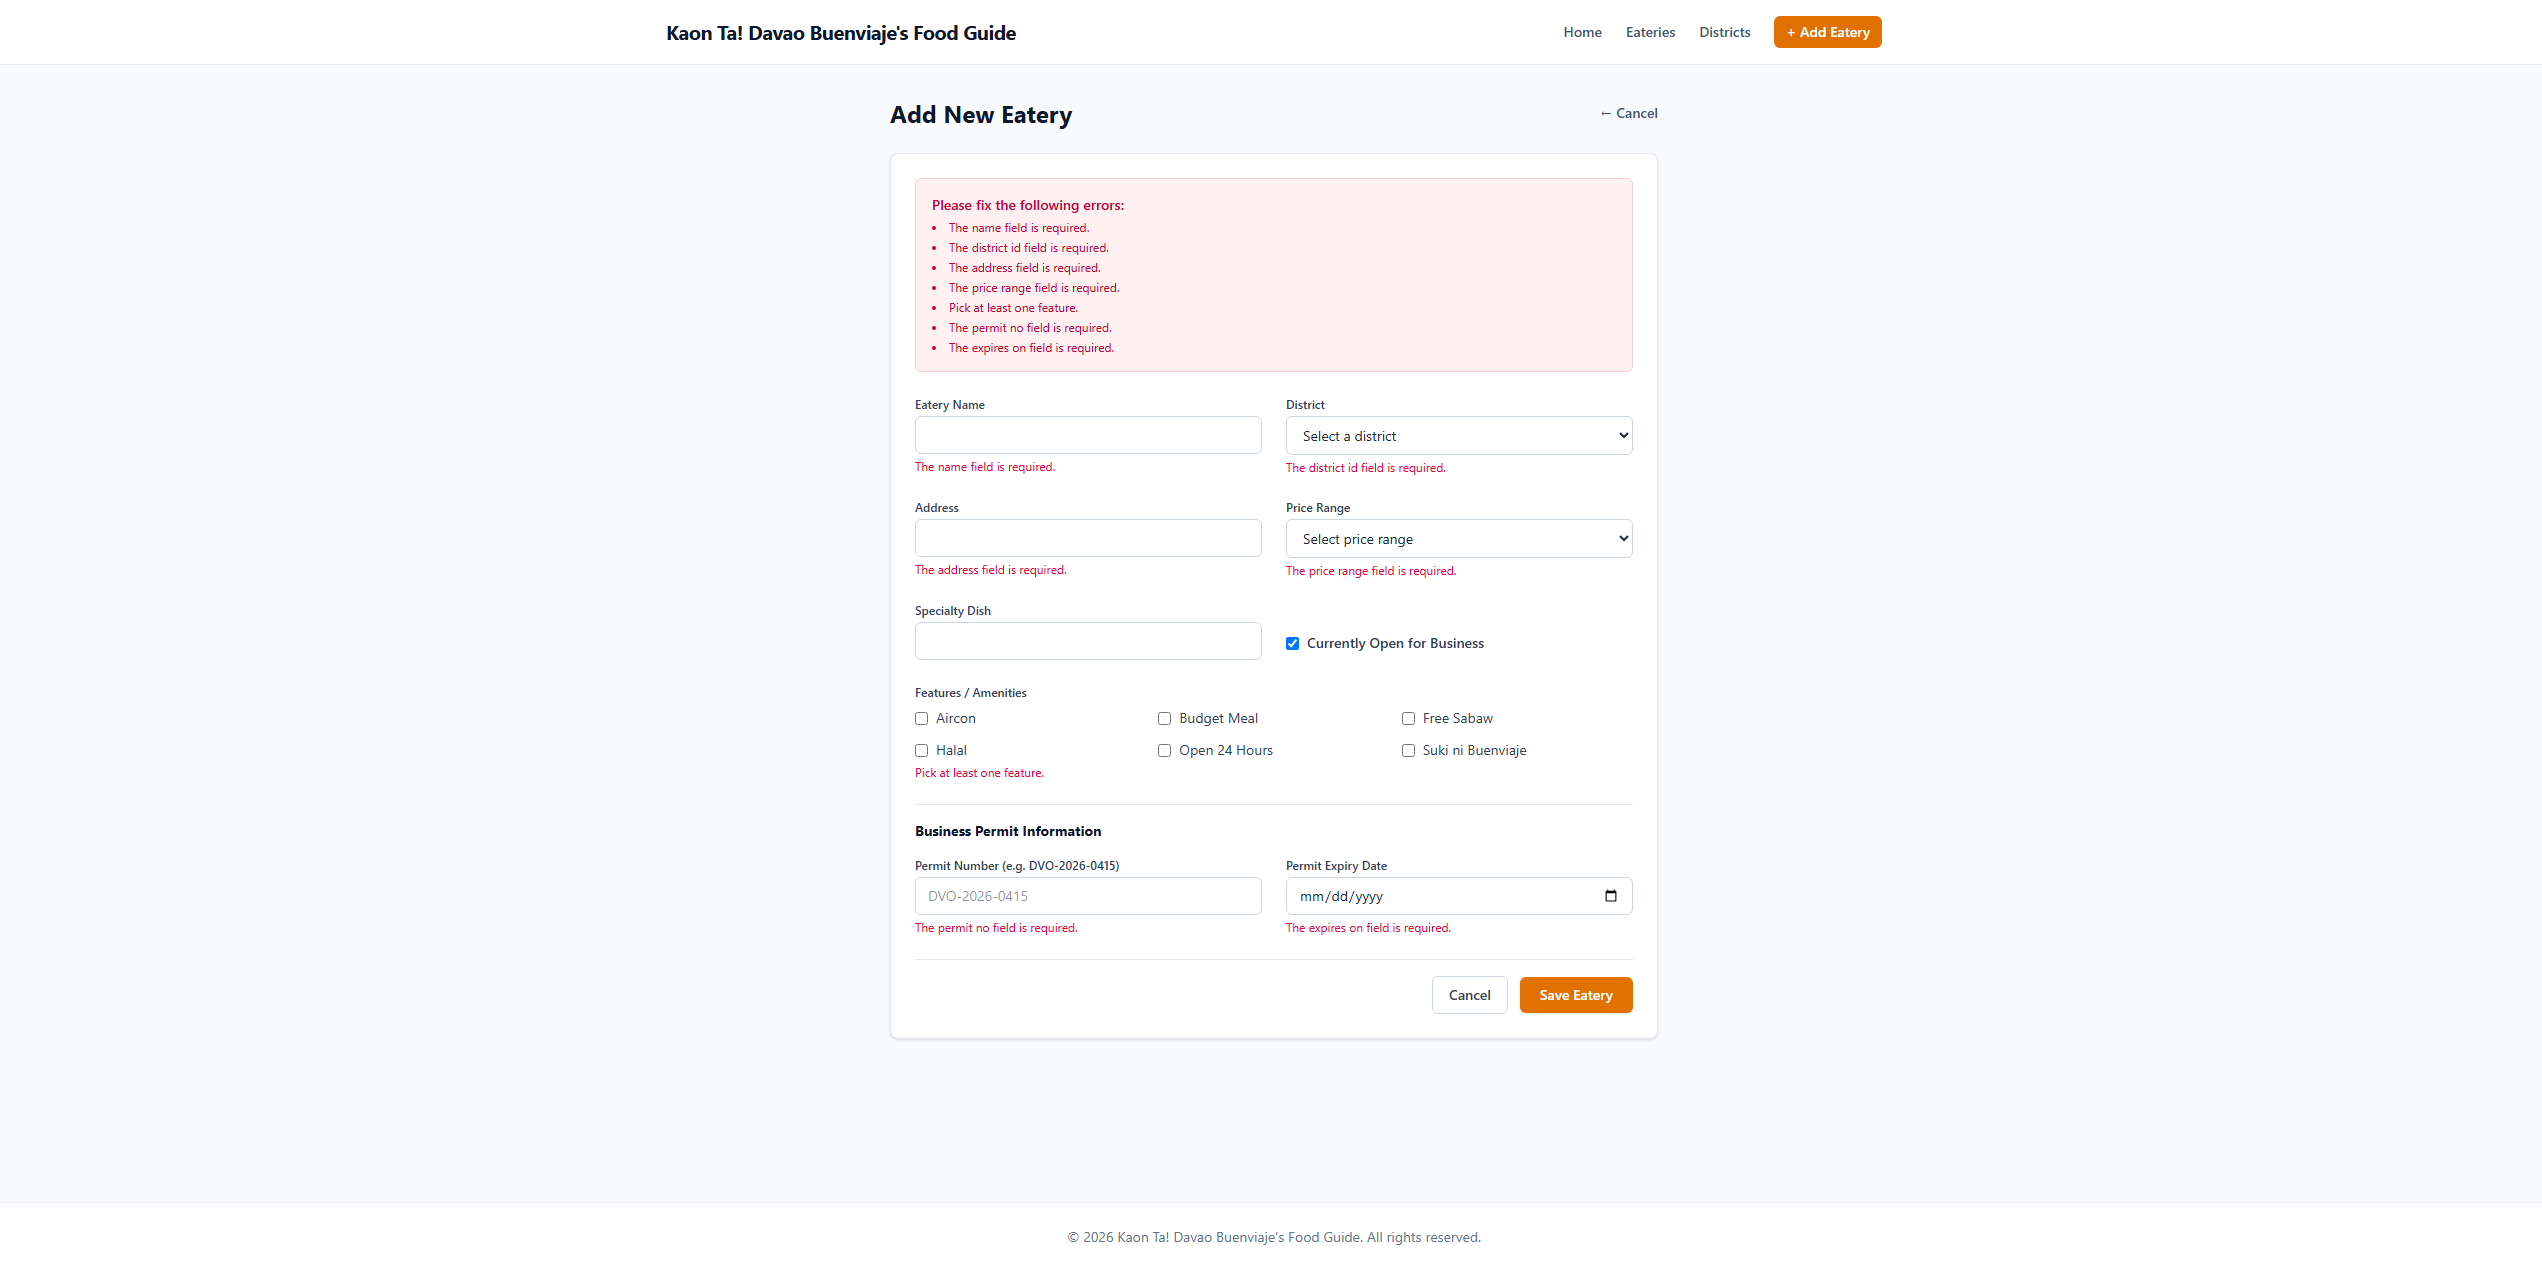 Kaon Ta! Davao Buenviaje's Food Guide
Home Eateries Districts + Add Eatery
Add New Eatery
← Cancel
Please fix the following errors:
• The name field is required.
• The district id field is required.
• The address field is required.
• The price range field is required.
• Pick at least one feature.
• The permit no field is required.
• The expires on field is required.
Eatery Name
The name field is required.
District
Select a district
The district id field is required.
Address
The address field is required.
Price Range
Select price range
The price range field is required.
Specialty Dish
Currently Open for Business
Features / Amenities
Aircon
Budget Meal
Free Sabaw
Halal
Open 24 Hours
Suki ni Buenviaje
Pick at least one feature.
Business Permit Information
Permit Number (e.g. DVO-2026-0415)
DVO-2026-0415
The permit no field is required.
Permit Expiry Date
mm/dd/yyyy
The expires on field is required.
Cancel
Save Eatery
© 2026 Kaon Ta! Davao Buenviaje's Food Guide. All rights reserved.